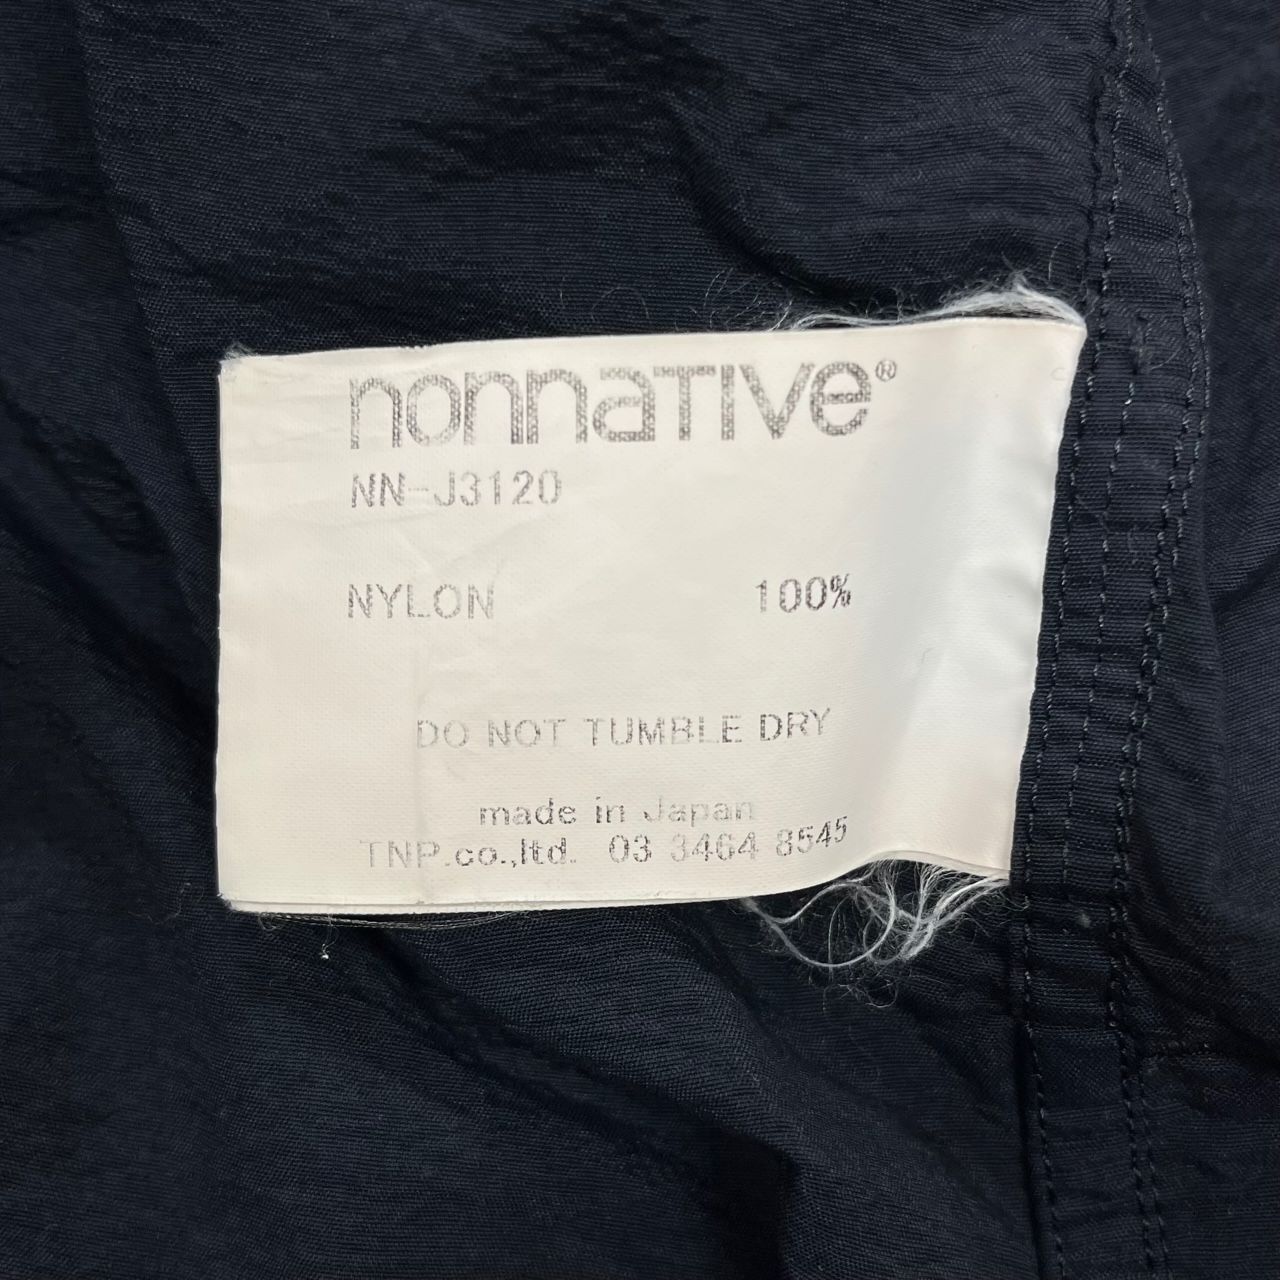 nonnative®
NN-J3120
NYLON 100%
DO NOT TUMBLE DRY
made in Japan
TNP.co.,ltd. 03 3464 8545